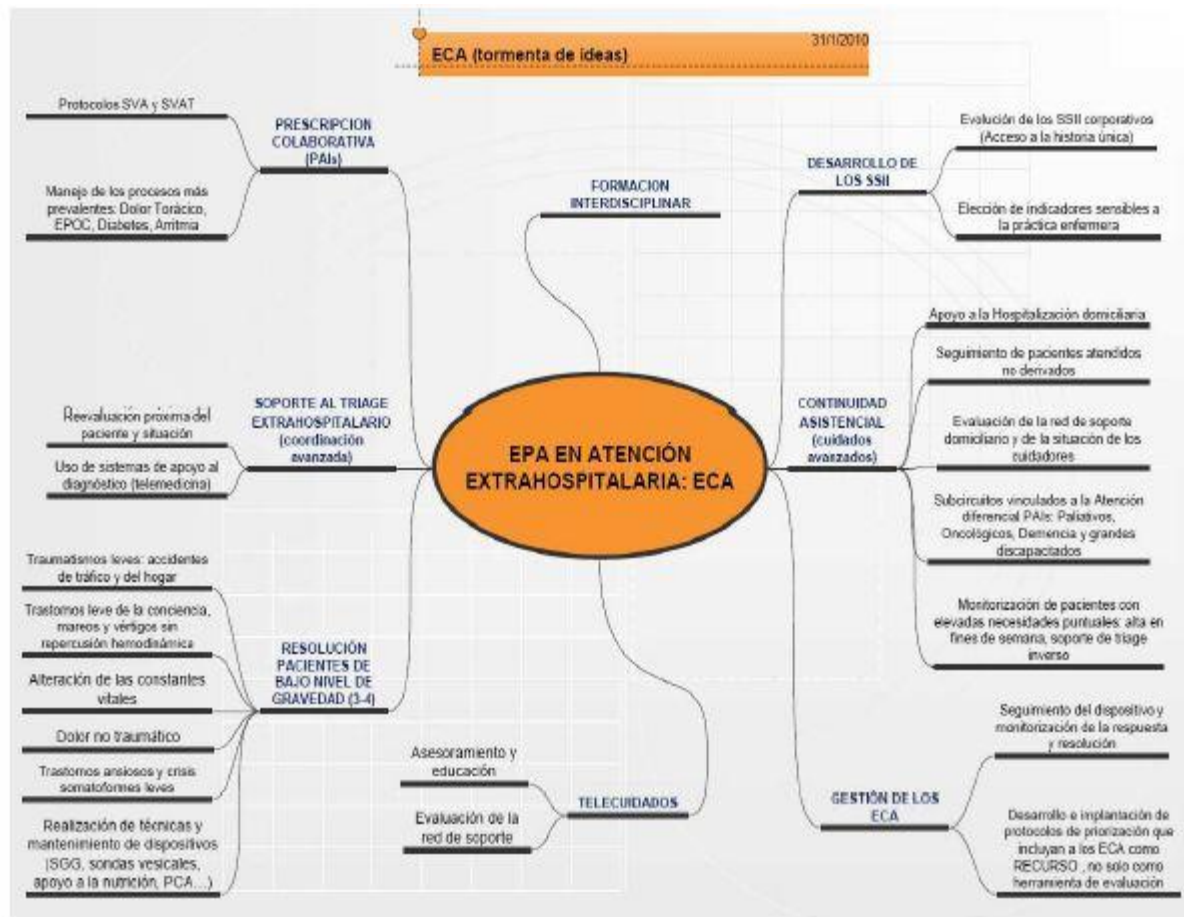 31/1/2010
ECA (tormenta de ideas)
Protocolos SVA y SVAT
PRESCRIPCION
COLABORATIVA
(PAIs)
Manejo de los procesos más
prevalentes: Dolor Torácico,
EPOC, Diabetes, Arritmia
FORMACION
INTERDISCIPLINAR
Evolución de los SSII corporativos
(Acceso a la historia única)
DESARROLLO DE
LOS SSII
Elección de indicadores sensibles a
la práctica enfermera
SOPORTE AL TRIAGE
EXTRAHOSPITALARIO
(coordinación
avanzada)
Reevaluación próxima del
paciente y situación
Uso de sistemas de apoyo al
diagnóstico (telemedicina)
EPA EN ATENCIÓN
EXTRAHOSPITALARIA: ECA
CONTINUIDAD
ASISTENCIAL
(cuidados
avanzados)
Apoyo a la Hospitalización domiciliaria
Seguimiento de pacientes atendidos
no derivados
Evaluación de la red de soporte
domiciliario y de la situación de los
cuidadores
Subcircuitos vinculados a la Atención
diferencial PAIs: Paliativos,
Oncológicos, Demencia y grandes
discapacitados
Monitorización de pacientes con
elevadas necesidades puntuales: alta en
fines de semana, soporte de triage
inverso
Traumatismos leves: accidentes
de tráfico y del hogar
Trastornos leve de la conciencia,
mareos y vértigos sin
repercusión hemodinámica
Alteración de las constantes
vitales
Dolor no traumático
Trastornos ansiosos y crisis
somatoformes leves
Realización de técnicas y
mantenimiento de dispositivos
(SGG, sondas vesicales,
apoyo a la nutrición, PCA...)
RESOLUCIÓN
PACIENTES DE
BAJO NIVEL DE
GRAVEDAD (3-4)
Asesoramiento y
educación
Evaluación de la
red de soporte
TELECUIDADOS
GESTIÓN DE LOS
ECA
Seguimiento del dispositivo y
monitorización de la respuesta
y resolución
Desarrollo e implantación de
protocolos de priorización que
incluyan a los ECA como
RECURSO , no solo como
herramienta de evaluación